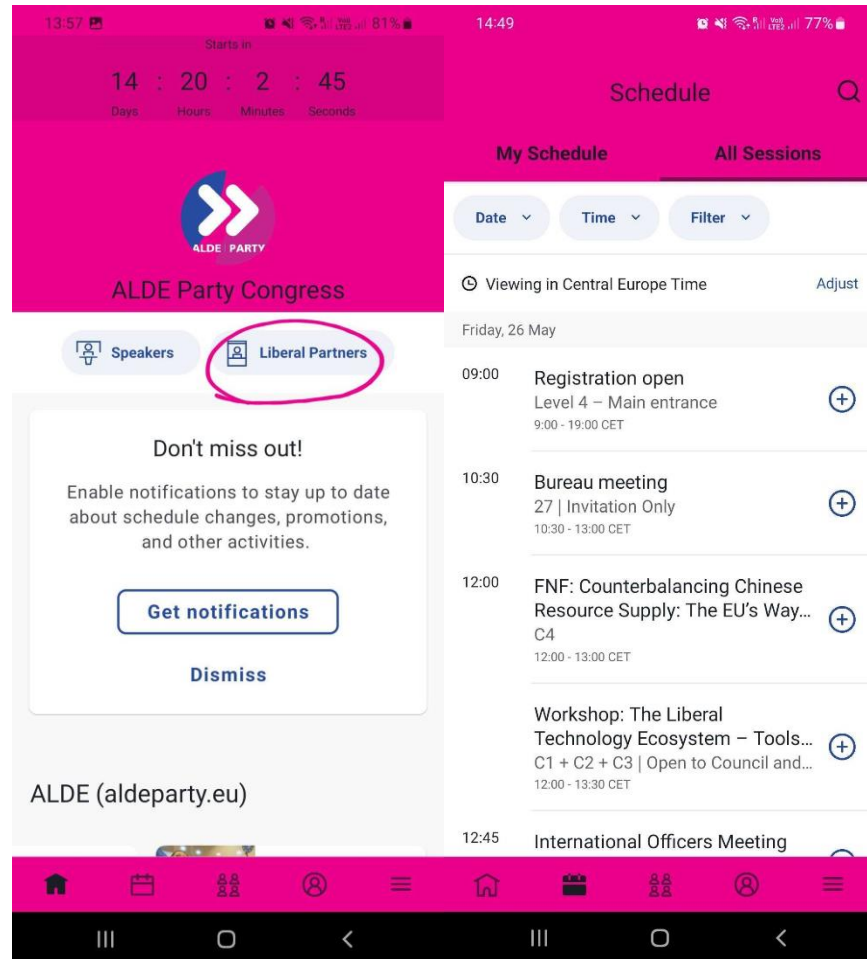 13:57
81%
Starts in
14 : 20 : 2 : 45
Days Hours Minutes Seconds
ALDE PARTY
ALDE Party Congress
Speakers
Liberal Partners
Don't miss out!
Enable notifications to stay up to date
about schedule changes, promotions,
and other activities.
Get notifications
Dismiss
ALDE (aldeparty.eu)
14:49
Vo)) LTE2 77%
Schedule
My Schedule
All Sessions
Date
Time
Filter
Viewing in Central Europe Time
Adjust
Friday, 26 May
09:00
Registration open
Level 4 – Main entrance
9:00 - 19:00 CET
10:30
Bureau meeting
27 | Invitation Only
10:30 - 13:00 CET
12:00
FNF: Counterbalancing Chinese
Resource Supply: The EU’s Way...
C4
12:00 - 13:00 CET
Workshop: The Liberal
Technology Ecosystem – Tools...
C1 + C2 + C3 | Open to Council and...
12:00 - 13:30 CET
12:45
International Officers Meeting